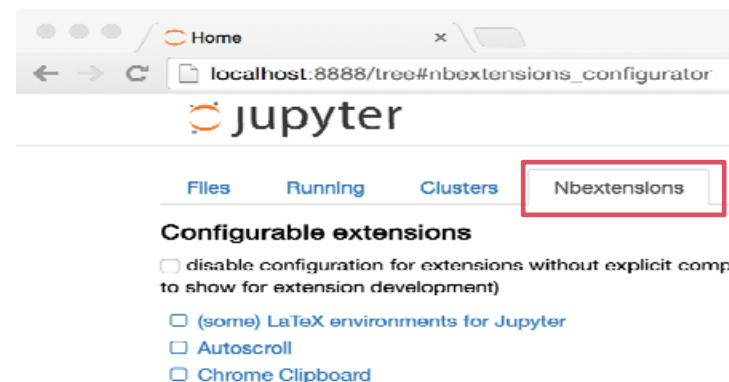 Home
localhost:8888/tree#nbextensions_configurator
jupyter
Files Running Clusters Nbextensions
Configurable extensions
disable configuration for extensions without explicit comp
to show for extension development)
(some) LaTeX environments for Jupyter
Autoscroll
Chrome Clipboard